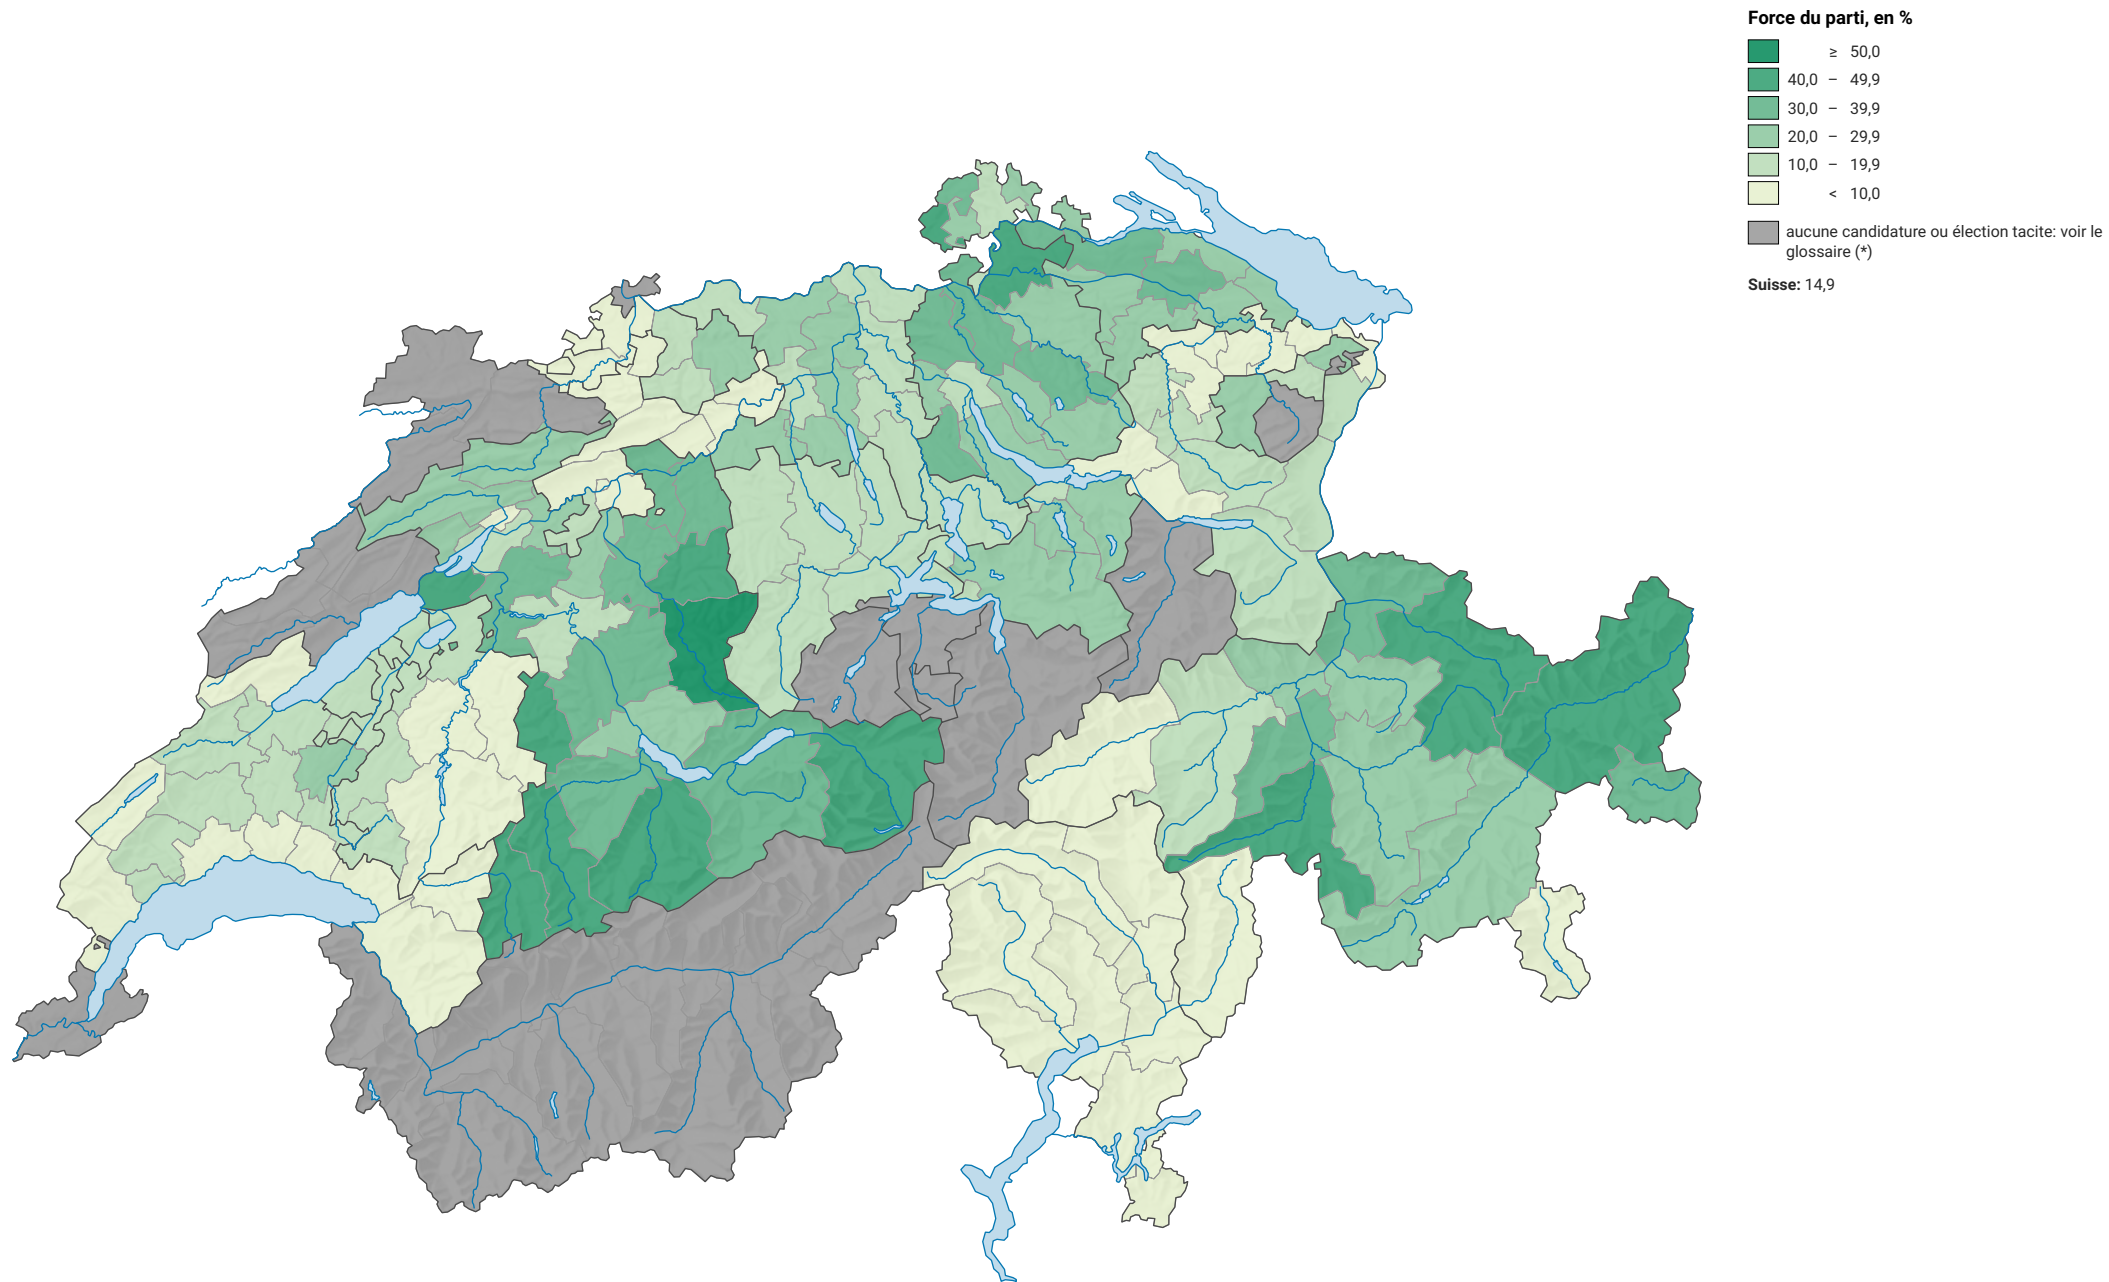 Force du parti, en %
≥ 50,0
40,0 – 49,9
30,0 – 39,9
20,0 – 29,9
10,0 – 19,9
< 10,0
aucune candidature ou élection tacite: voir le
glossaire (*)
Suisse: 14,9